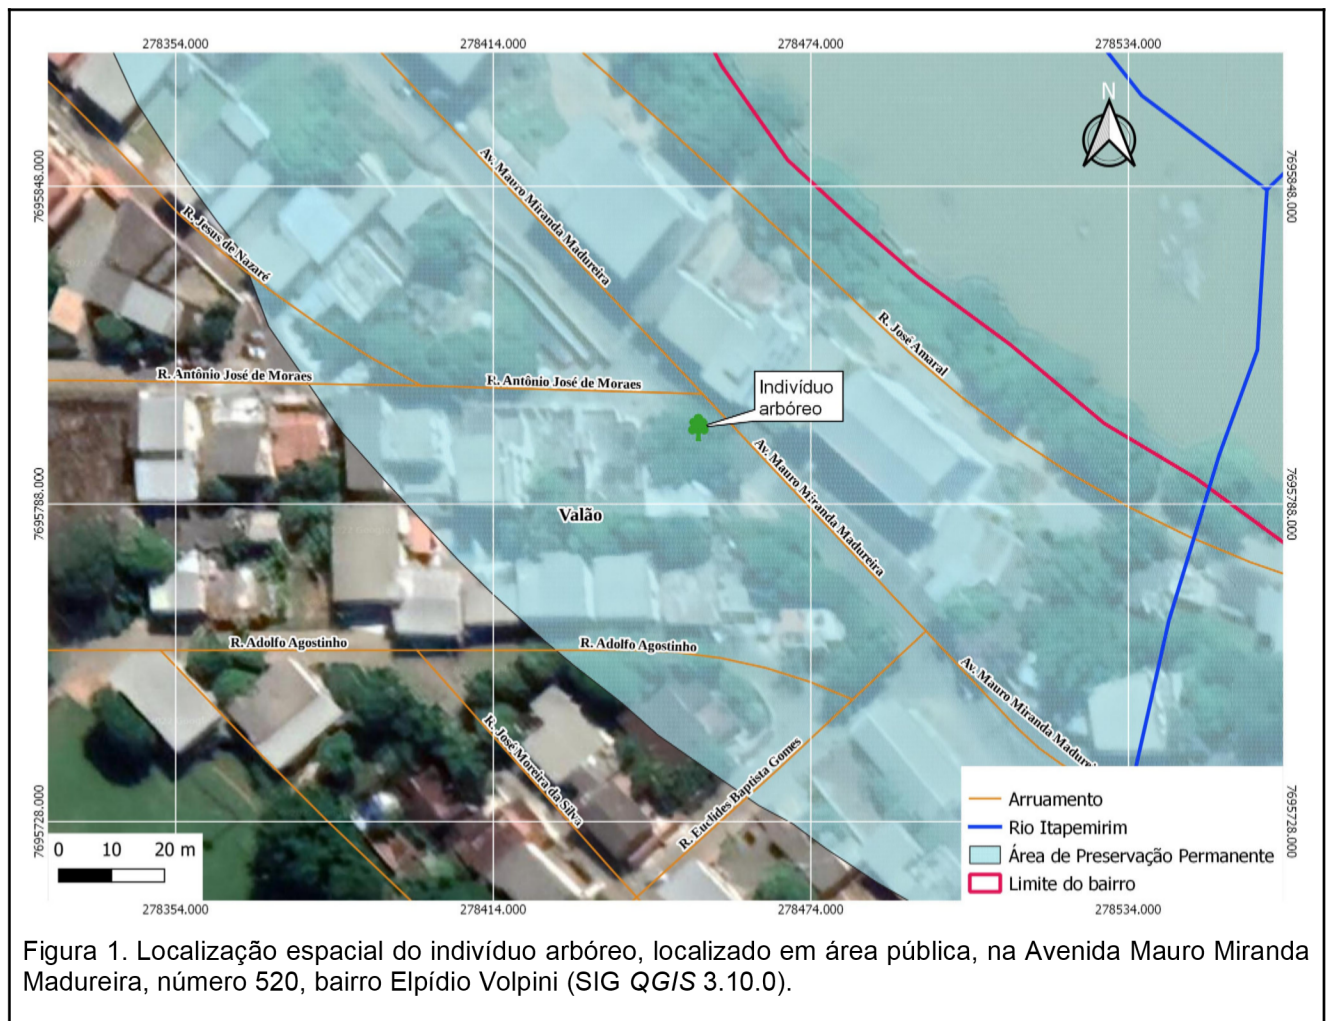 278354.000 278414.000 278474.000 278534.000
N
7695848.000
7695848.000
Av. Mauro Miranda Madureira
R. Jesus de Nazaré
R. José Amaral
R. Antônio José de Moraes
R. Antônio José de Moraes
Indivíduo
arbóreo
Av. Mauro Miranda Madureira
7695788.000
7695788.000
Valão
R. Adolfo Agostinho
R. Adolfo Agostinho
Av. Mauro Miranda Madurei
R. José Moreira da Silva
R. Euclides Baptista Gomes
7695728.000
7695728.000
Arruamento
Rio Itapemirim
Área de Preservação Permanente
Limite do bairro
0 10 20 m
278354.000 278414.000 278474.000 278534.000
Figura 1. Localização espacial do indivíduo arbóreo, localizado em área pública, na Avenida Mauro Miranda
Madureira, número 520, bairro Elpídio Volpini (SIG QGIS 3.10.0).